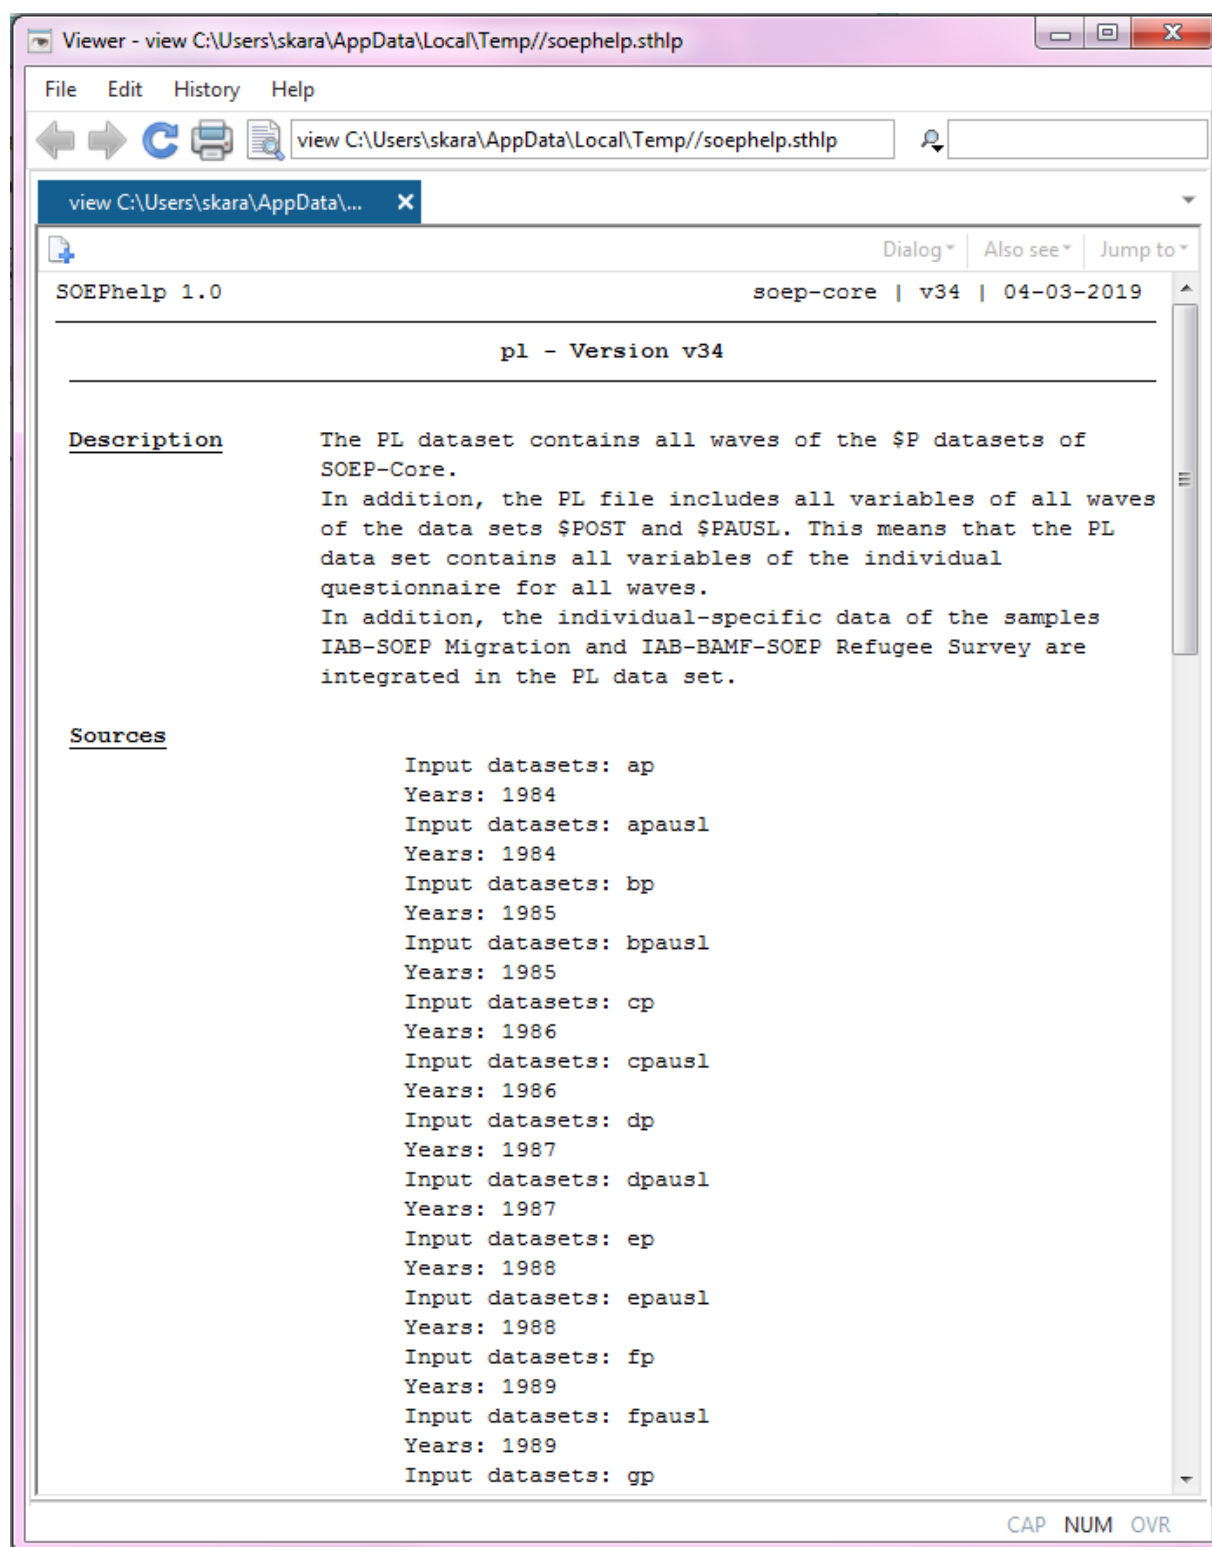 Viewer - view C:\Users\skara\AppData\Local\Temp//soephelp.sthlp
File Edit History Help
view C:\Users\skara\AppData\Local\Temp//soephelp.sthlp
view C:\Users\skara\AppData\...
Dialog Also see Jump to
SOEPhelp 1.0 soep-core | v34 | 04-03-2019
pl - Version v34
Description The PL dataset contains all waves of the $P datasets of
SOEP-Core.
In addition, the PL file includes all variables of all waves
of the data sets $POST and $PAUSL. This means that the PL
data set contains all variables of the individual
questionnaire for all waves.
In addition, the individual-specific data of the samples
IAB-SOEP Migration and IAB-BAMF-SOEP Refugee Survey are
integrated in the PL data set.
Sources
Input datasets: ap
Years: 1984
Input datasets: apausl
Years: 1984
Input datasets: bp
Years: 1985
Input datasets: bpausl
Years: 1985
Input datasets: cp
Years: 1986
Input datasets: cpausl
Years: 1986
Input datasets: dp
Years: 1987
Input datasets: dpausl
Years: 1987
Input datasets: ep
Years: 1988
Input datasets: epausl
Years: 1988
Input datasets: fp
Years: 1989
Input datasets: fpausl
Years: 1989
Input datasets: gp
CAP NUM OVR